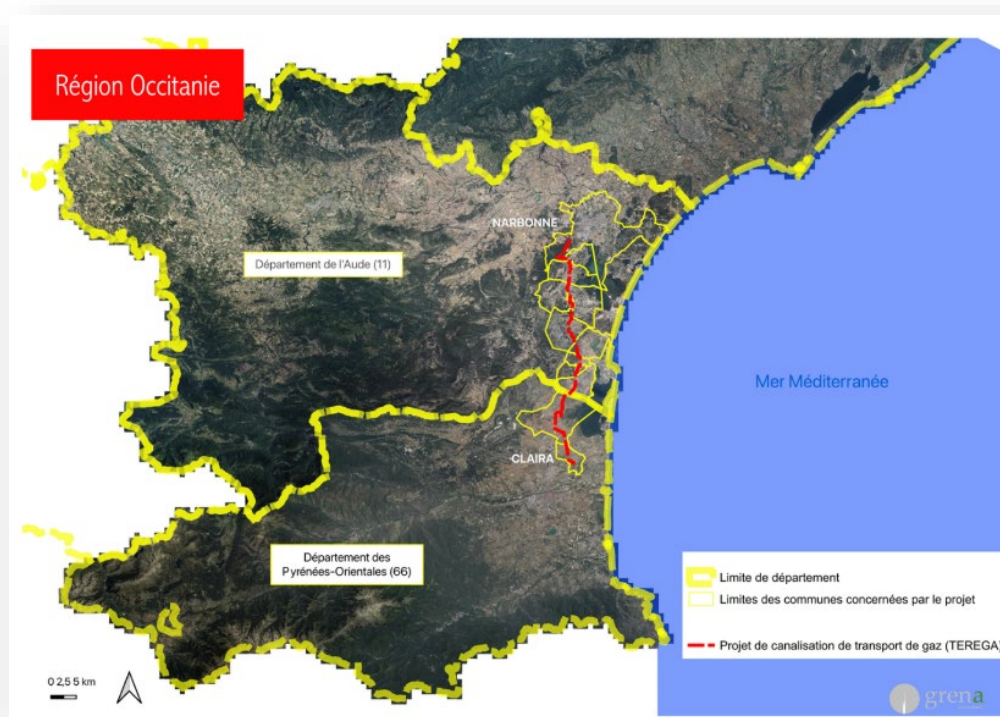 Région Occitanie
NARBONNE
Département de l'Aude (11)
Mer Méditerranée
CLAIRA
Département des
Pyrénées-Orientales (66)
Limite de département
Limites des communes concernées par le projet
Projet de canalisation de transport de gaz (TEREGA)
0 2,5 5 km
grena